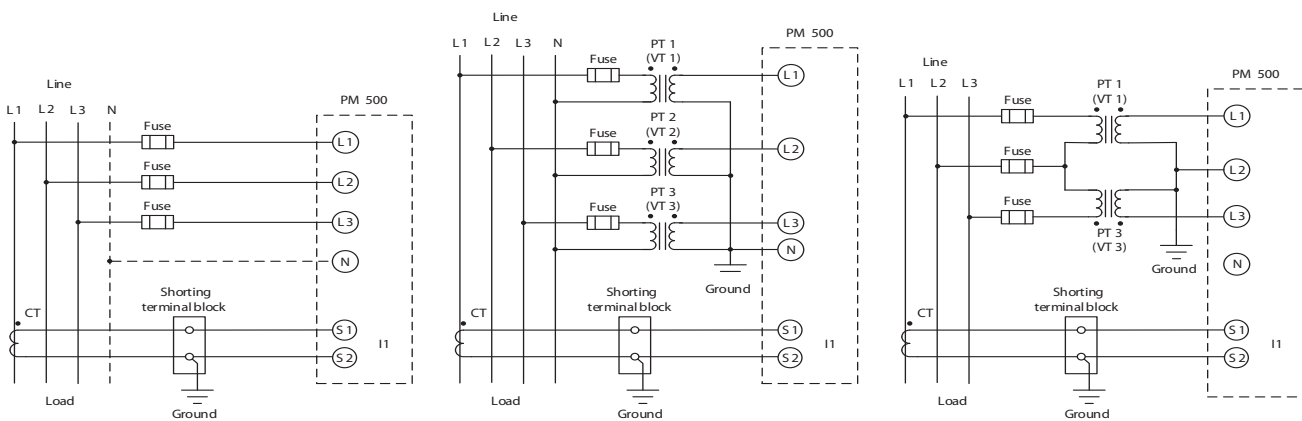 Line
L1 L2 L3 N
PM 500
Fuse
L1
Fuse
L2
Fuse
L3
N
Shorting
terminal block
CT
S1
I1
S2
Load
Ground
Line
L1 L2 L3 N
PM 500
PT 1
(VT 1)
Fuse
L1
PT 2
(VT 2)
Fuse
L2
PT 3
(VT 3)
Fuse
L3
N
Ground
Shorting
terminal block
CT
S1
I1
S2
Load
Ground
Line
L1 L2 L3
PM 500
PT 1
(VT 1)
Fuse
L1
Fuse
L2
Fuse
L3
PT 3
(VT 3)
Ground
N
Shorting
terminal block
CT
S1
I1
S2
Load
Ground